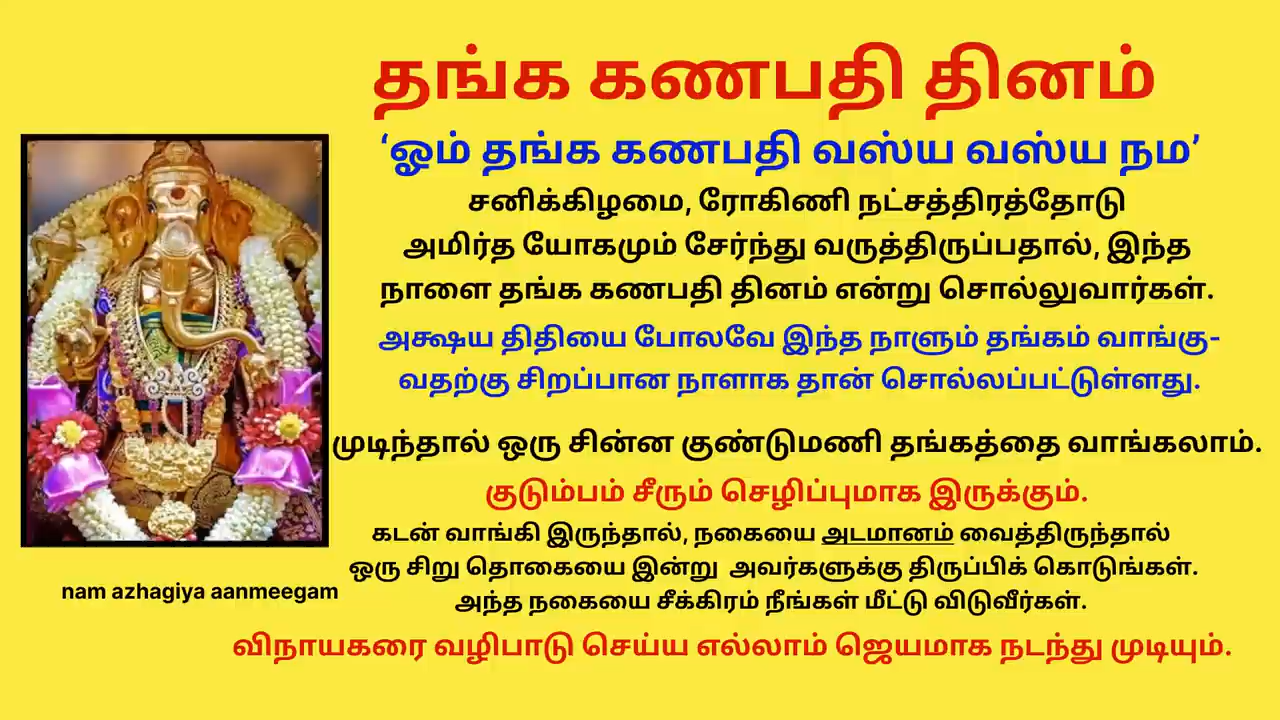 தங்க கணபதி தினம்
‘ஓம் தங்க கணபதி வஸ்ய வஸ்ய நம’
சனிக்கிழமை, ரோகிணி நட்சத்திரத்தோடு
அமிர்த யோகமும் சேர்ந்து வருத்திருப்பதால், இந்த
நாளை தங்க கணபதி தினம் என்று சொல்லுவார்கள்.
அக்ஷய திதியை போலவே இந்த நாளும் தங்கம் வாங்கு-
வதற்கு சிறப்பான நாளாக தான் சொல்லப்பட்டுள்ளது.
முடிந்தால் ஒரு சின்ன குண்டுமணி தங்கத்தை வாங்கலாம்.
குடும்பம் சீரும் செழிப்புமாக இருக்கும்.
கடன் வாங்கி இருந்தால், நகையை அடமானம் வைத்திருந்தால்
ஒரு சிறு தொகையை இன்று அவர்களுக்கு திருப்பிக் கொடுங்கள்.
அந்த நகையை சீக்கிரம் நீங்கள் மீட்டு விடுவீர்கள்.
விநாயகரை வழிபாடு செய்ய எல்லாம் ஜெயமாக நடந்து முடியும்.
nam azhagiya aanmeegam